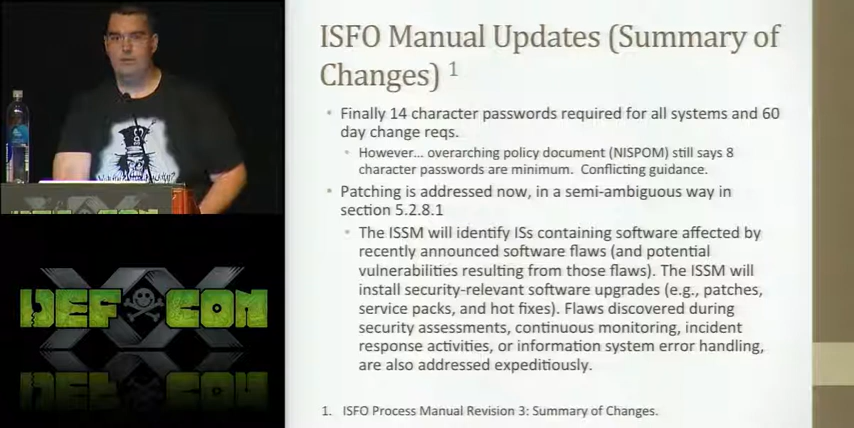 ISFO Manual Updates (Summary of
Changes) 1
Finally 14 character passwords required for all systems and 60
day change reqs.
However... overarching policy document (NISPOM) still says 8
character passwords are minimum. Conflicting guidance.
Patching is addressed now, in a semi-ambiguous way in
section 5.2.8.1
The ISSM will identify ISs containing software affected by
recently announced software flaws (and potential
vulnerabilities resulting from those flaws). The ISSM will
install security-relevant software upgrades (e.g., patches,
service packs, and hot fixes). Flaws discovered during
security assessments, continuous monitoring, incident
response activities, or information system error handling,
are also addressed expeditiously.
1. ISFO Process Manual Revision 3: Summary of Changes.
DEF CON
XX
DEF CON